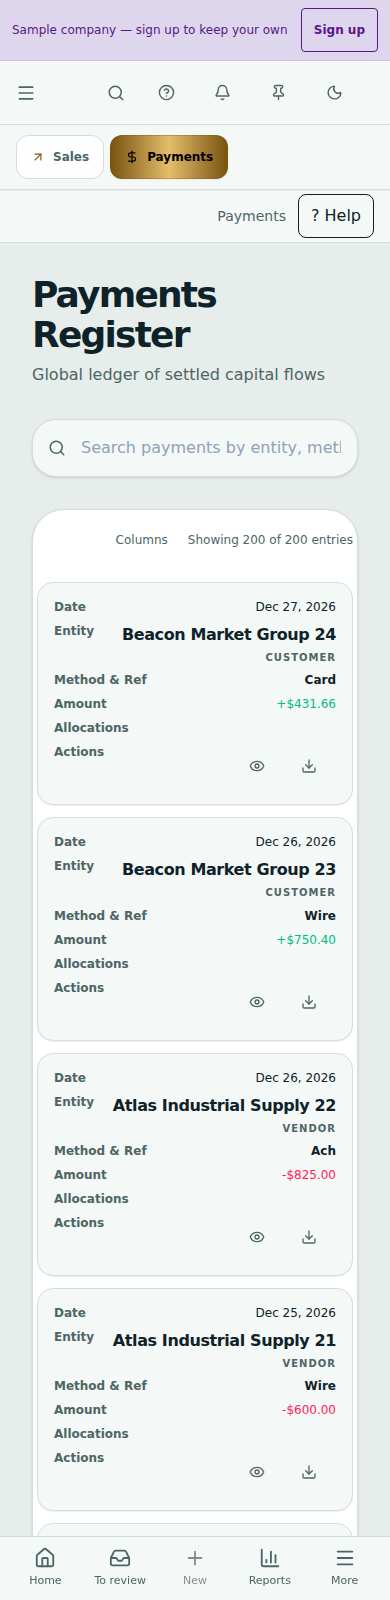 Sample company — sign up to keep your own
Sign up
Sales
Payments
Payments
? Help
Payments
Register
Global ledger of settled capital flows
Search payments by entity, meth
Columns
Showing 200 of 200 entries
Date
Dec 27, 2026
Entity
Beacon Market Group 24
CUSTOMER
Method & Ref
Card
Amount
+$431.66
Allocations
Actions
Date
Dec 26, 2026
Entity
Beacon Market Group 23
CUSTOMER
Method & Ref
Wire
Amount
+$750.40
Allocations
Actions
Date
Dec 26, 2026
Entity
Atlas Industrial Supply 22
VENDOR
Method & Ref
Ach
Amount
-$825.00
Allocations
Actions
Date
Dec 25, 2026
Entity
Atlas Industrial Supply 21
VENDOR
Method & Ref
Wire
Amount
-$600.00
Allocations
Actions
Home
To review
New
Reports
More